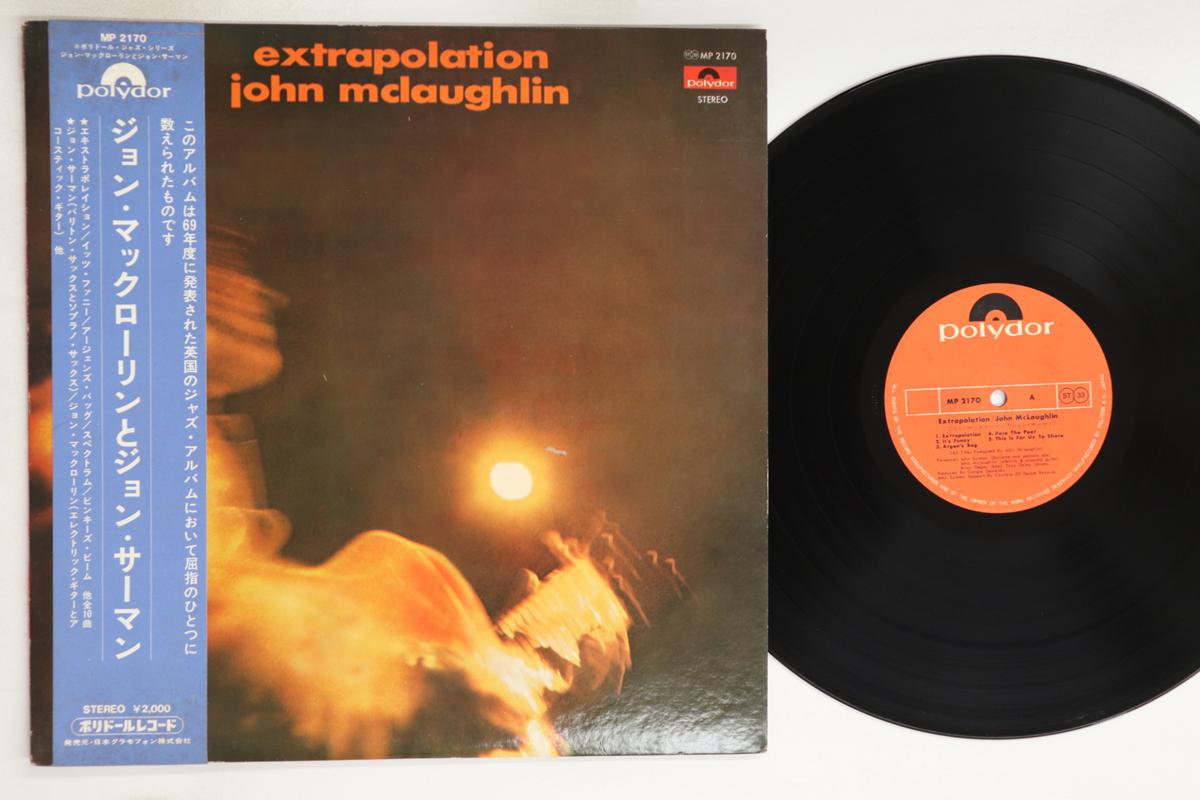 MP 2170
※ポリドール・ジャズ・シリーズ
ジョン・マックローリンとジョン・サーマン
polydor
このアルバムは69年度に発表された英国のジャズ・アルバムにおいて屈指のひとつに
数えられたものです
ジョン・マックローリンとジョン・サーマン
★エキストラポレイション/イッツ・ファニー/アージェンズ・バッグ/スペクトラム/ピンキーズ・ビーム 他全10曲
★ジョン・サーマン(バリトン・サックスとソプラノ・サックス)/ジョン・マックローリン(エレクトリック・ギターとア
コースティック・ギター) 他
STEREO ¥2,000
ポリドールレコード
発売元・日本グラモフォン株式会社
extrapolation
john mclaughlin
MP 2170
polydor
STEREO
polydor
MP 2170
A
ST 33
Extrapolation/John McLaughlin
1. Extrapolation 4. Pete The Poet
2. It's Funny 5. This Is For Us To Share
3. Argen's Bag
(All Titles Composed By John McLaughlin)